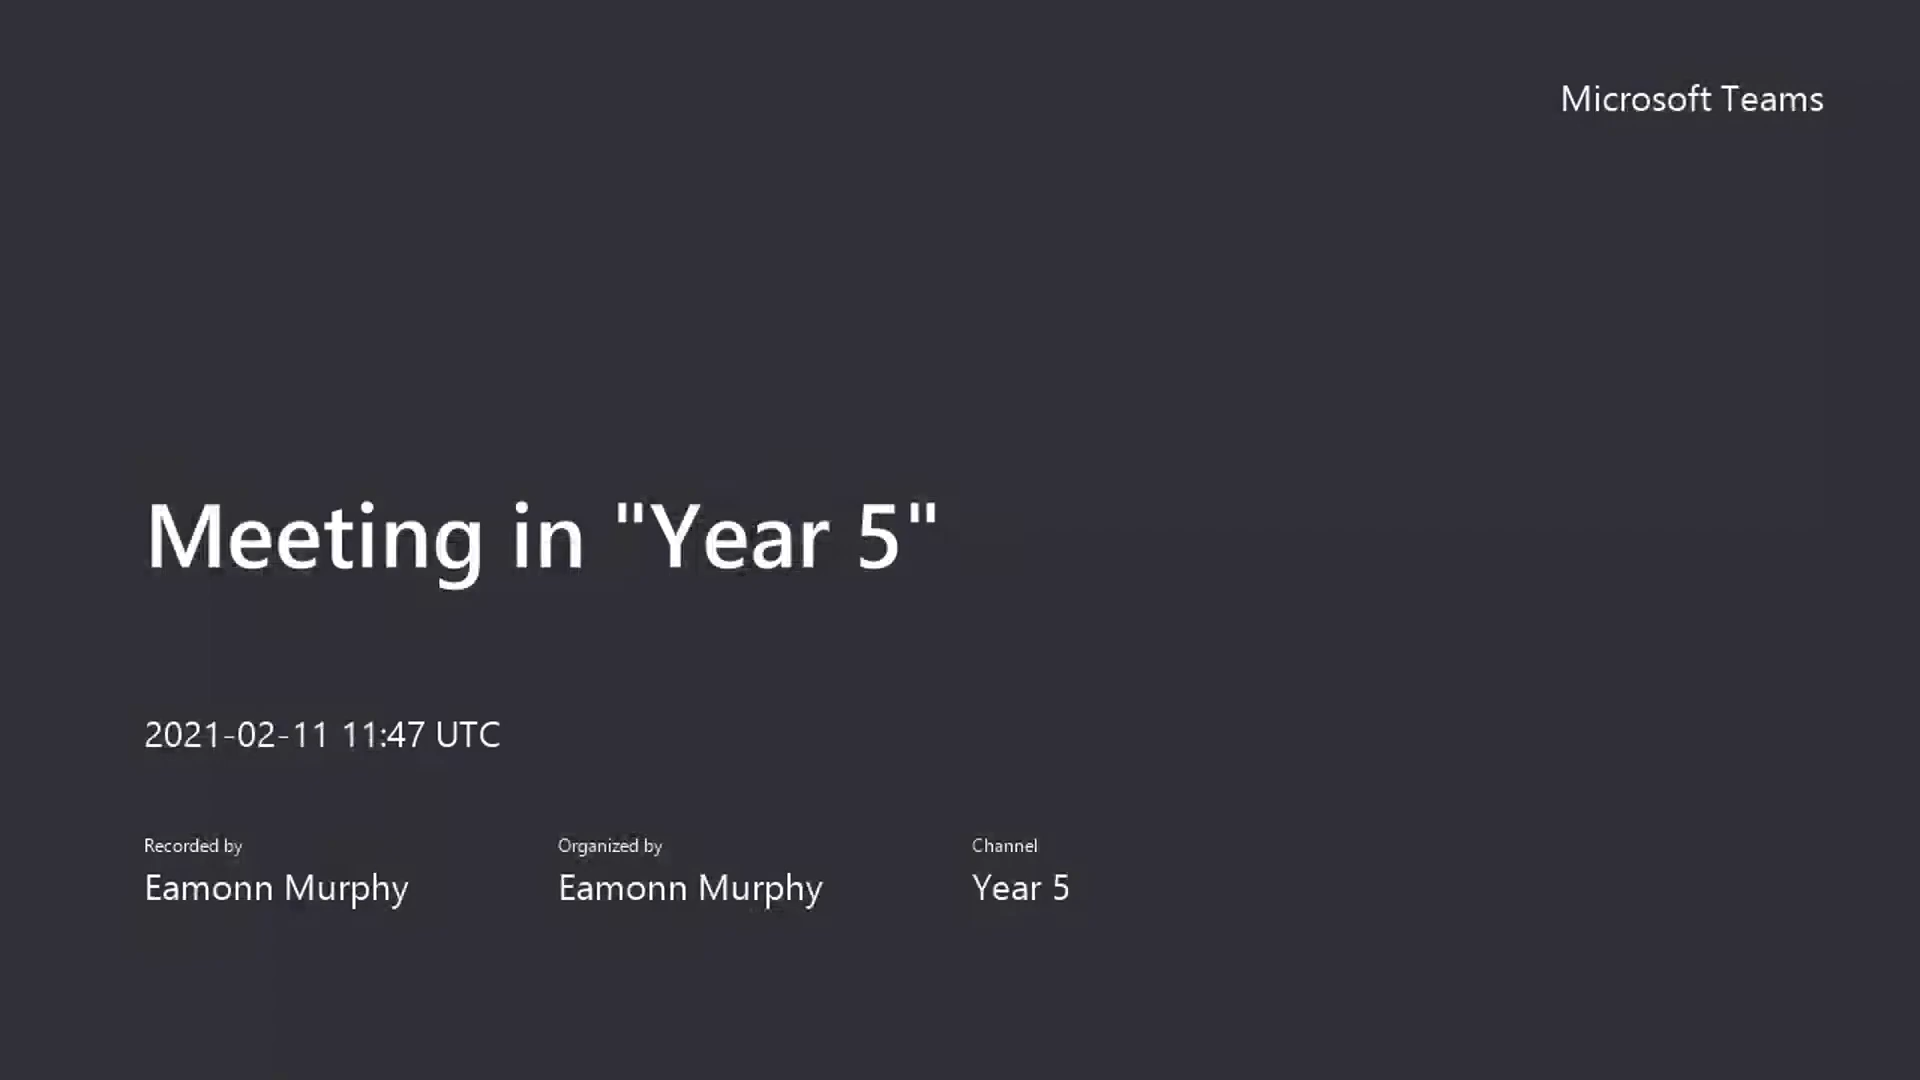 Microsoft Teams
Meeting in "Year 5"
2021-02-11 11:47 UTC
Recorded by
Eamonn Murphy
Organized by
Eamonn Murphy
Channel
Year 5